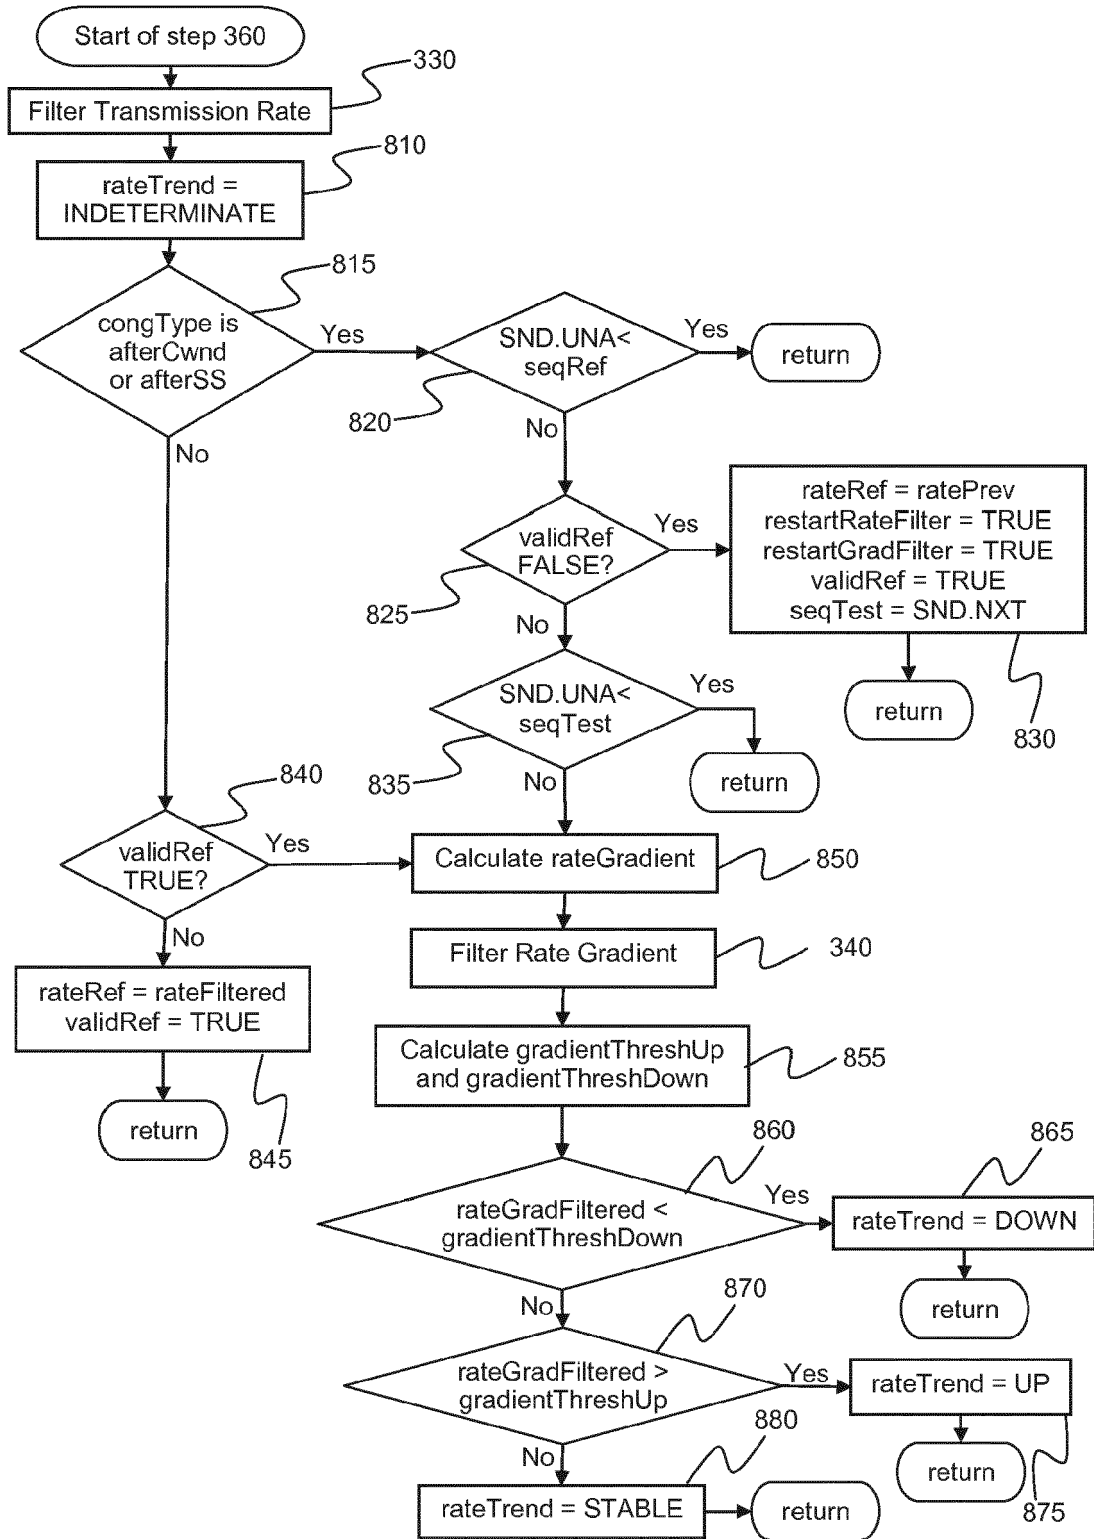 Start of step 360
330
Filter Transmission Rate
810
rateTrend =
INDETERMINATE
815
congType is
afterCwnd
or afterSS
Yes
No
SND.UNA<
seqRef
820
Yes
return
No
validRef
FALSE?
825
Yes
rateRef = ratePrev
restartRateFilter = TRUE
restartGradFilter = TRUE
validRef = TRUE
seqTest = SND.NXT
830
return
No
SND.UNA<
seqTest
835
Yes
return
No
840
validRef
TRUE?
Yes
No
rateRef = rateFiltered
validRef = TRUE
845
return
Calculate rateGradient
850
Filter Rate Gradient
340
Calculate gradientThreshUp
and gradientThreshDown
855
860
rateGradFiltered <
gradientThreshDown
Yes
865
rateTrend = DOWN
return
No
870
rateGradFiltered >
gradientThreshUp
Yes
rateTrend = UP
875
return
No
880
rateTrend = STABLE
return